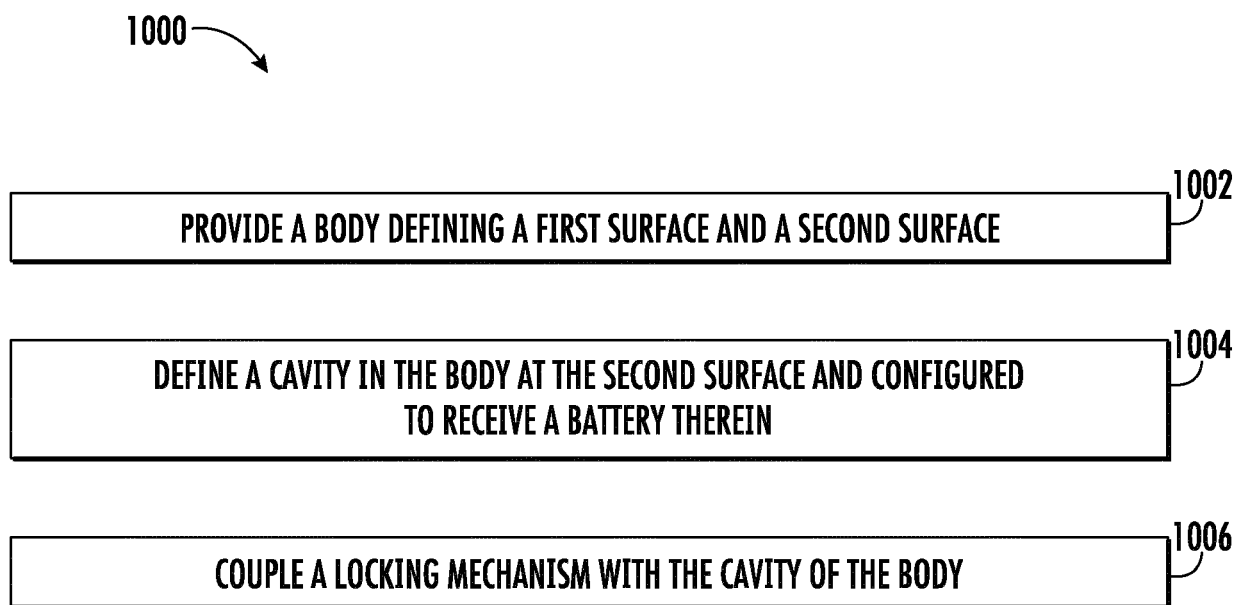 1000
1002
PROVIDE A BODY DEFINING A FIRST SURFACE AND A SECOND SURFACE
1004
DEFINE A CAVITY IN THE BODY AT THE SECOND SURFACE AND CONFIGURED
TO RECEIVE A BATTERY THEREIN
1006
COUPLE A LOCKING MECHANISM WITH THE CAVITY OF THE BODY